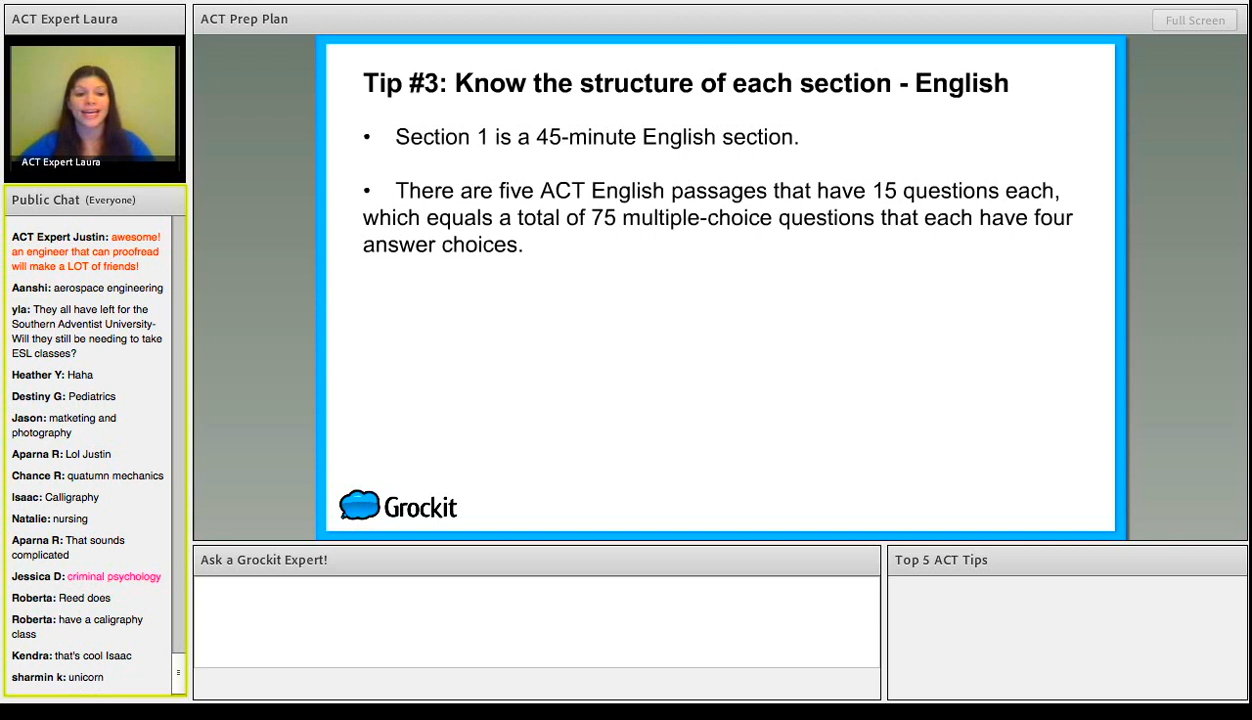 ACT Expert Laura
ACT Expert Laura
Public Chat (Everyone)
ACT Expert Justin: awesome!
an engineer that can proofread
will make a LOT of friends!
Aanshi: aerospace engineering
yla: They all have left for the
Southern Adventist University-
Will they still be needing to take
ESL classes?
Heather Y: Haha
Destiny G: Pediatrics
Jason: matketing and
photography
Aparna R: Lol Justin
Chance R: quatumn mechanics
Isaac: Calligraphy
Natalie: nursing
Aparna R: That sounds
complicated
Jessica D: criminal psychology
Roberta: Reed does
Roberta: have a caligraphy
class
Kendra: that's cool Isaac
sharmin k: unicorn
ACT Prep Plan
Full Screen
Tip #3: Know the structure of each section - English
• Section 1 is a 45-minute English section.
• There are five ACT English passages that have 15 questions each,
which equals a total of 75 multiple-choice questions that each have four
answer choices.
Grockit
Ask a Grockit Expert!
Top 5 ACT Tips